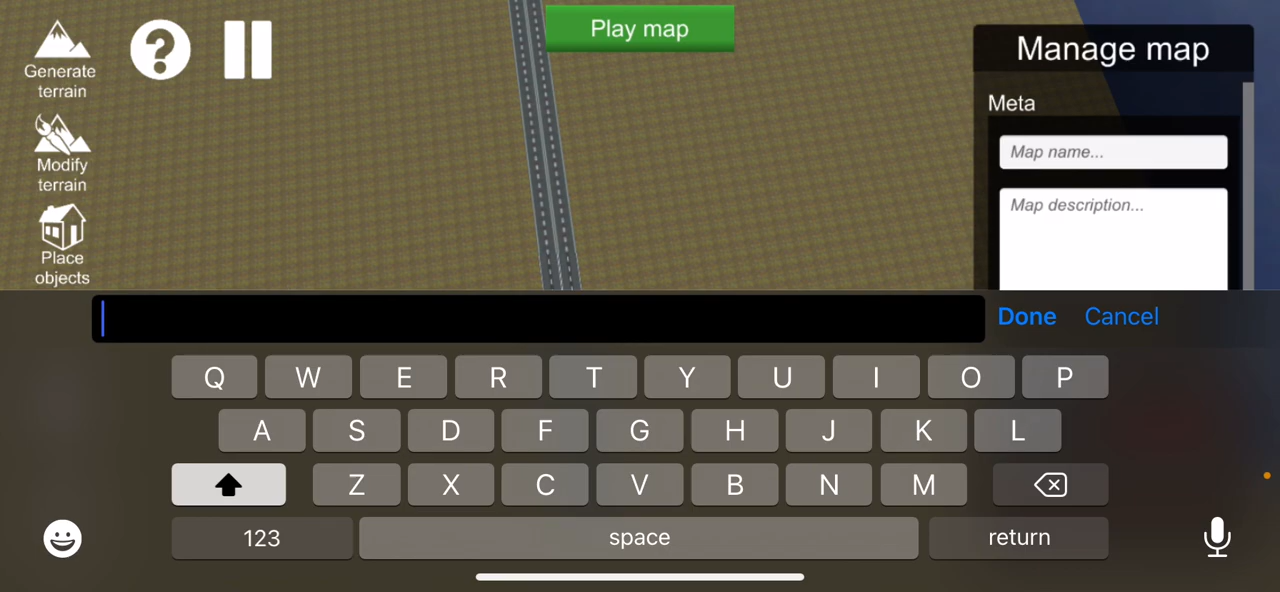 Play map
Generate
terrain
Modify
terrain
Place
objects
?
Manage map
Meta
Map name...
Map description...
Done Cancel
Q W E R T Y U I O P
A S D F G H J K L
Z X C V B N M
123 space return